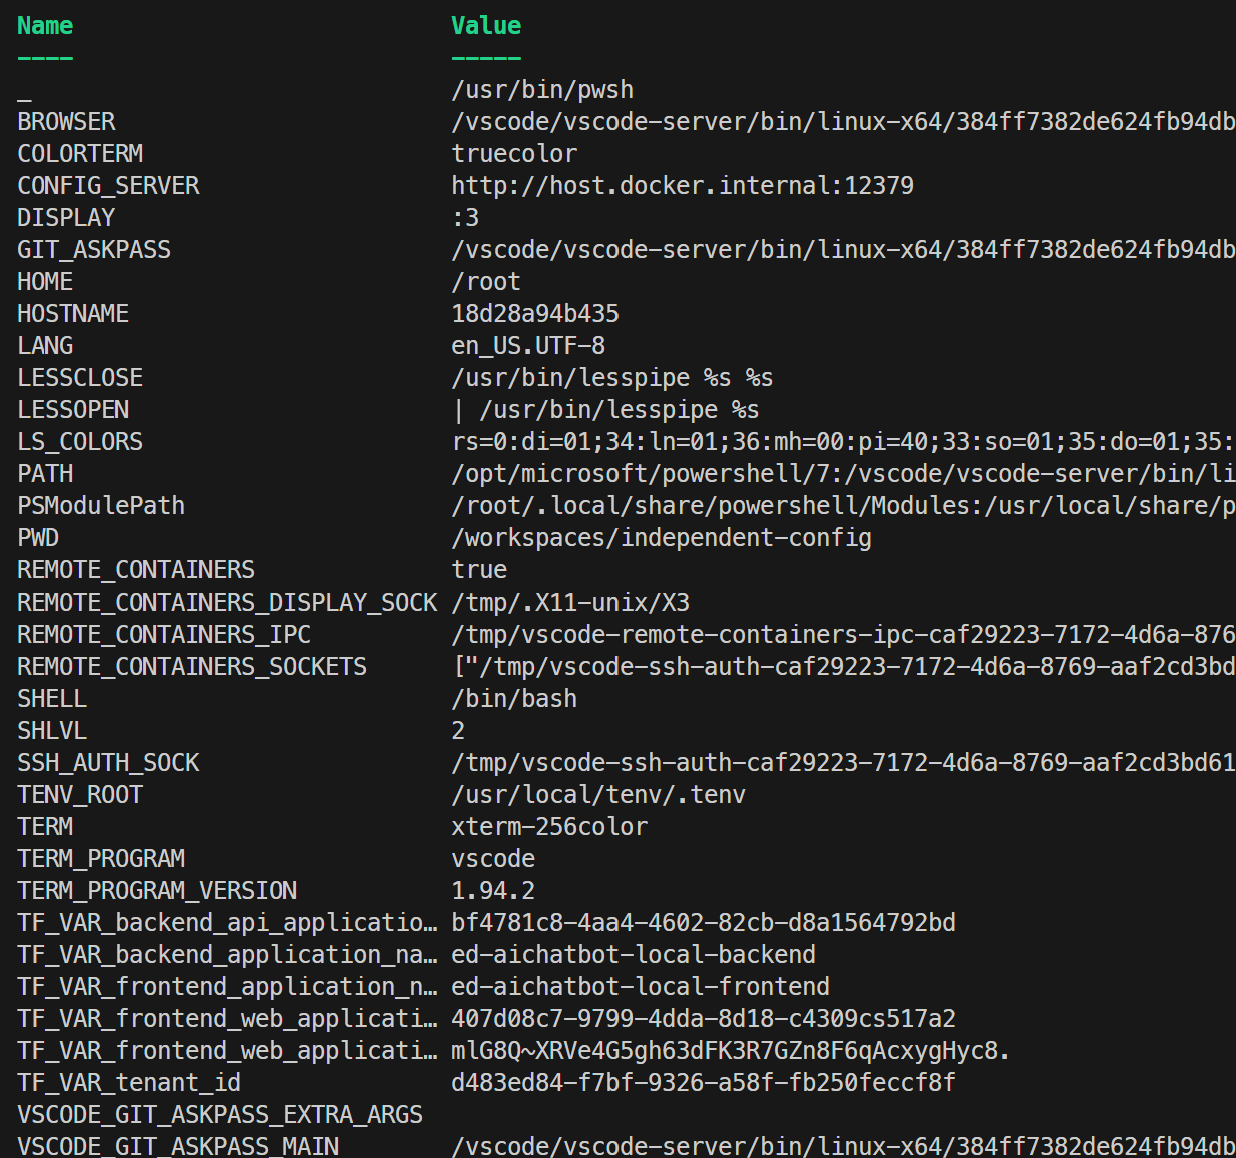 Name Value
---- -----
_ /usr/bin/pwsh
BROWSER /vscode/vscode-server/bin/linux-x64/384ff7382de624fb94db
COLORTERM truecolor
CONFIG_SERVER http://host.docker.internal:12379
DISPLAY :3
GIT_ASKPASS /vscode/vscode-server/bin/linux-x64/384ff7382de624fb94db
HOME /root
HOSTNAME 18d28a94b435
LANG en_US.UTF-8
LESSCLOSE /usr/bin/lesspipe %s %s
LESSOPEN | /usr/bin/lesspipe %s
LS_COLORS rs=0:di=01;34:ln=01;36:mh=00:pi=40;33:so=01;35:do=01;35:
PATH /opt/microsoft/powershell/7:/vscode/vscode-server/bin/li
PSModulePath /root/.local/share/powershell/Modules:/usr/local/share/p
PWD /workspaces/independent-config
REMOTE_CONTAINERS true
REMOTE_CONTAINERS_DISPLAY_SOCK /tmp/.X11-unix/X3
REMOTE_CONTAINERS_IPC /tmp/vscode-remote-containers-ipc-caf29223-7172-4d6a-876
REMOTE_CONTAINERS_SOCKETS ["/tmp/vscode-ssh-auth-caf29223-7172-4d6a-8769-aaf2cd3bd
SHELL /bin/bash
SHLVL 2
SSH_AUTH_SOCK /tmp/vscode-ssh-auth-caf29223-7172-4d6a-8769-aaf2cd3bd61
TENV_ROOT /usr/local/tenv/.tenv
TERM xterm-256color
TERM_PROGRAM vscode
TERM_PROGRAM_VERSION 1.94.2
TF_VAR_backend_api_applicatio… bf4781c8-4aa4-4602-82cb-d8a1564792bd
TF_VAR_backend_application_na… ed-aichatbot-local-backend
TF_VAR_frontend_application_n… ed-aichatbot-local-frontend
TF_VAR_frontend_web_applicati… 407d08c7-9799-4dda-8d18-c4309cs517a2
TF_VAR_frontend_web_applicati… mlG8Q~XRVe4G5gh63dFK3R7GZn8F6qAcxygHyc8.
TF_VAR_tenant_id d483ed84-f7bf-9326-a58f-fb250feccf8f
VSCODE_GIT_ASKPASS_EXTRA_ARGS
VSCODE_GIT_ASKPASS_MAIN /vscode/vscode-server/bin/linux-x64/384ff7382de624fb94db